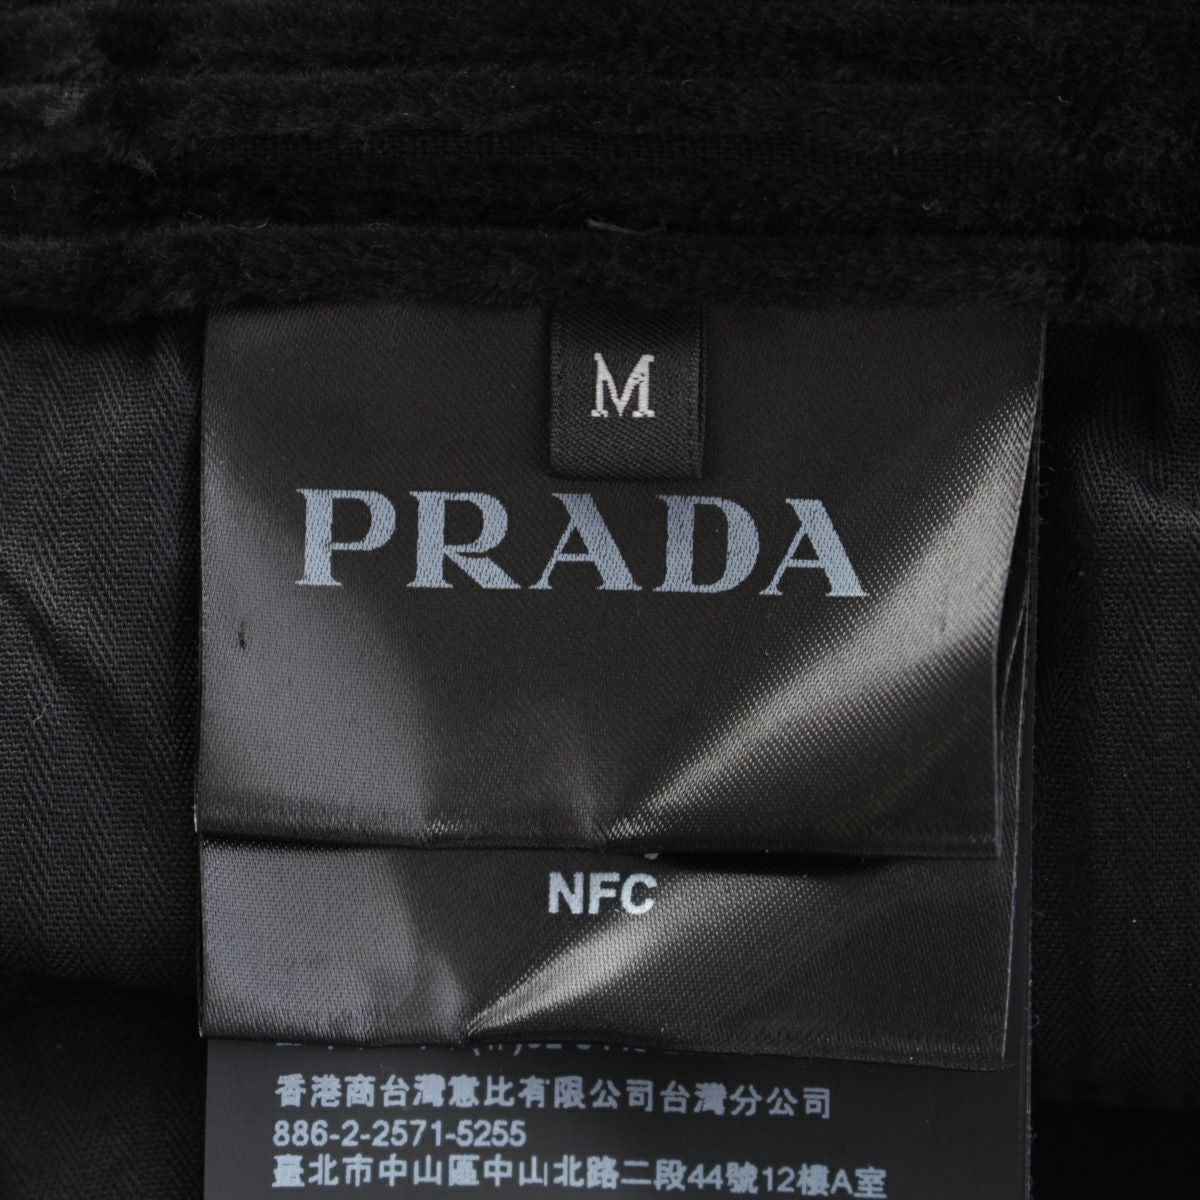 M
PRADA
NFC
香港商台灣意比有限公司台灣分公司
886-2-2571-5255
臺北市中山區中山北路二段44號12樓A室